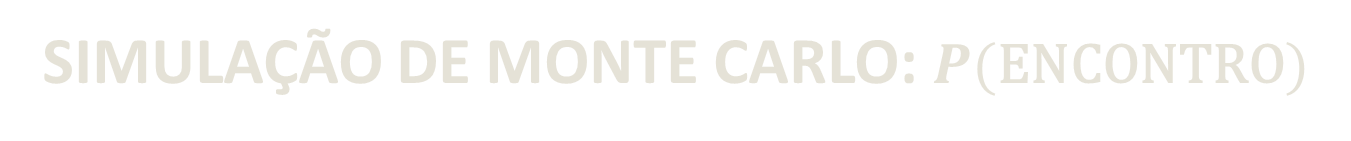 SIMULAÇÃO DE MONTE CARLO: P(ENCONTRO)